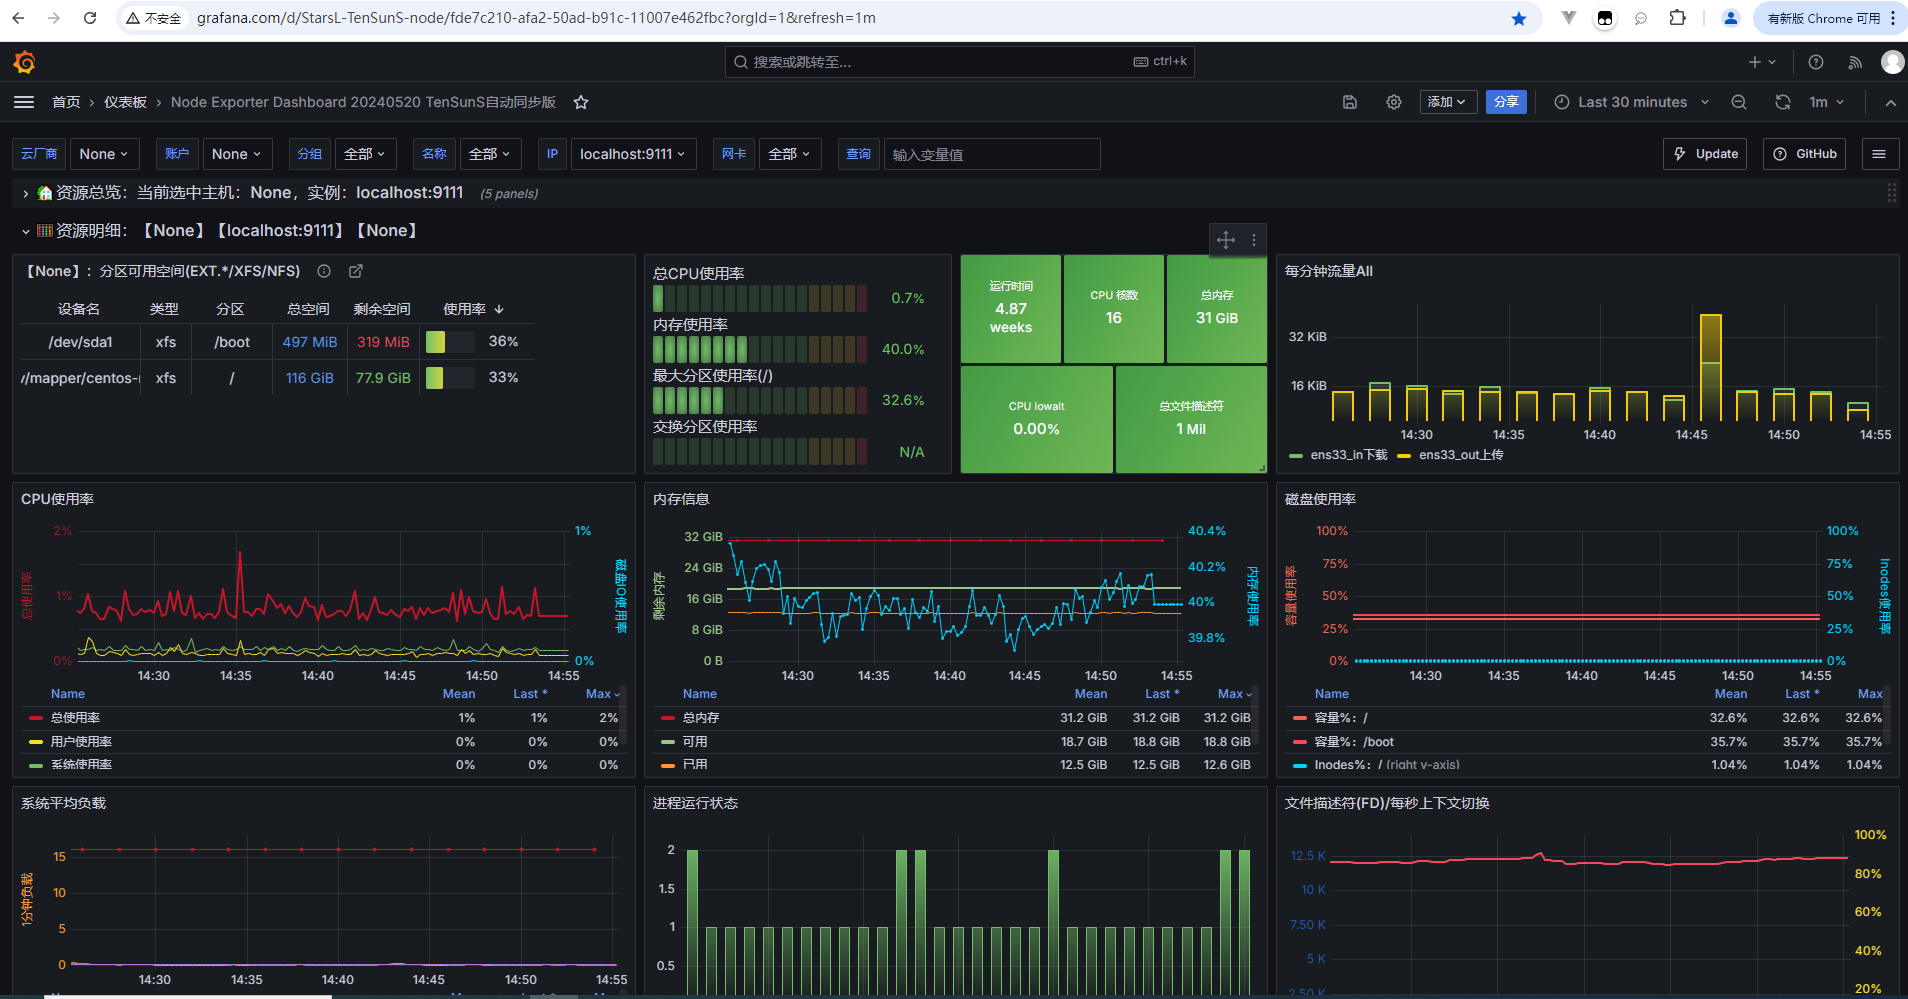 不安全
grafana.com/d/StarsL-TenSunS-node/fde7c210-afa2-50ad-b91c-11007e462fbc?orgId=1&refresh=1m
有新版 Chrome 可用
搜索或跳转至...
ctrl+k
首页 › 仪表板 › Node Exporter Dashboard 20240520 TenSunS自动同步版
添加
分享
Last 30 minutes
1m
云厂商 None 账户 None 分组 全部 名称 全部 IP localhost:9111 网卡 全部 查询 输入变量值
Update
GitHub
资源总览：当前选中主机：None，实例：localhost:9111 (5 panels)
资源明细：【None】【localhost:9111】【None】
【None】：分区可用空间(EXT.*/XFS/NFS)
设备名 类型 分区 总空间 剩余空间 使用率
/dev/sda1 xfs /boot 497 MiB 319 MiB 36%
/mapper/centos- xfs / 116 GiB 77.9 GiB 33%
总CPU使用率
0.7%
内存使用率
40.0%
最大分区使用率(/)
32.6%
交换分区使用率
N/A
运行时间
4.87
weeks
CPU 核数
16
总内存
31 GiB
CPU iowait
0.00%
总文件描述符
1 Mil
每分钟流量All
32 KiB
16 KiB
14:30 14:35 14:40 14:45 14:50 14:55
ens33_in下载 ens33_out上传
CPU使用率
2%
1%
0%
总使用率
1%
0%
磁盘IO使用率
14:30 14:35 14:40 14:45 14:50 14:55
Name Mean Last * Max
总使用率 1% 1% 2%
用户使用率 0% 0% 0%
系统使用率 0% 0% 0%
内存信息
32 GiB
24 GiB
16 GiB
8 GiB
0 B
剩余内存
40.4%
40.2%
40%
39.8%
内存使用率
14:30 14:35 14:40 14:45 14:50 14:55
Name Mean Last * Max
总内存 31.2 GiB 31.2 GiB 31.2 GiB
可用 18.7 GiB 18.8 GiB 18.8 GiB
已用 12.5 GiB 12.5 GiB 12.6 GiB
磁盘使用率
100%
75%
50%
25%
0%
容量使用率
100%
75%
50%
25%
0%
Inodes使用率
14:30 14:35 14:40 14:45 14:50 14:55
Name Mean Last * Max
容量%：/ 32.6% 32.6% 32.6%
容量%：/boot 35.7% 35.7% 35.7%
Inodes%：/ (right y-axis) 1.04% 1.04% 1.04%
系统平均负载
15
10
5
0
1分钟负载
14:30 14:35 14:40 14:45 14:50 14:55
进程运行状态
2
1.5
1
0.5
文件描述符(FD)/每秒上下文切换
12.5 K
10 K
7.50 K
5 K
2.50 K
100%
80%
60%
40%
20%